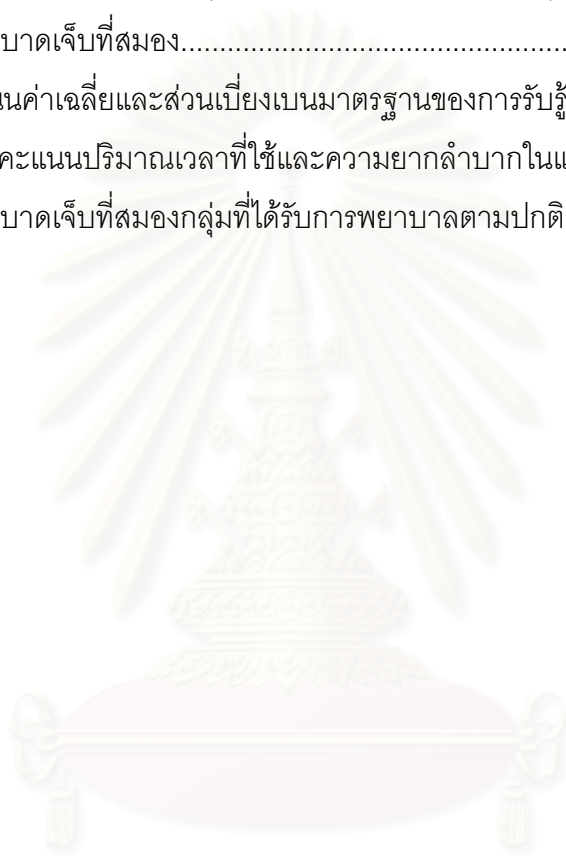 บาดเจ็บที่สมอง...............................................
นค่าเฉลี่ยและส่วนเบี่ยงเบนมาตรฐานของการรับรู้
คะแนนปริมาณเวลาที่ใช้และความยากลำบากในแ
บาดเจ็บที่สมองกลุ่มที่ได้รับการพยาบาลตามปกติ